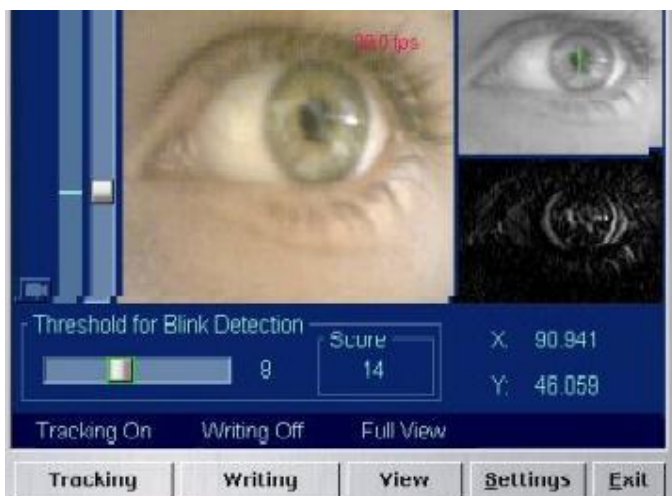 Threshold for Blink Detection
Score
9
14
X: 90.941
Y: 46.059
Tracking On Writing Off Full View
Tracking Writing View Settings Exit